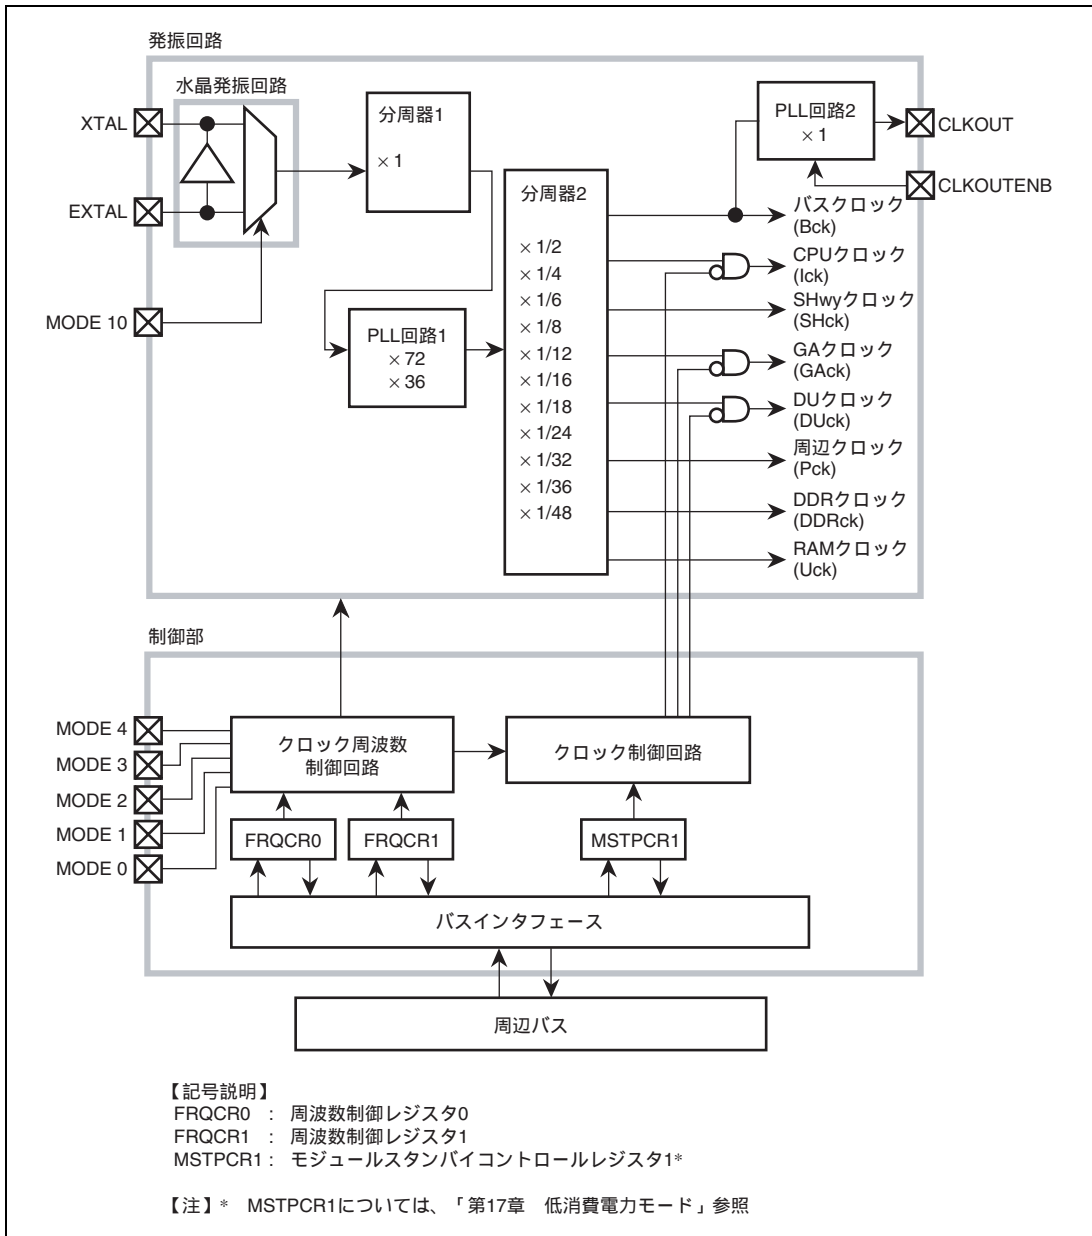 発振回路
水晶発振回路
XTAL
EXTAL
MODE 10
分周器1
× 1
PLL回路1
× 72
× 36
分周器2
× 1/2
× 1/4
× 1/6
× 1/8
× 1/12
× 1/16
× 1/18
× 1/24
× 1/32
× 1/36
× 1/48
PLL回路2
× 1
CLKOUT
CLKOUTENB
バスクロック
(Bck)
CPUクロック
(Ick)
SHwyクロック
(SHck)
GAクロック
(GAck)
DUクロック
(DUck)
周辺クロック
(Pck)
DDRクロック
(DDRck)
RAMクロック
(Uck)
制御部
MODE 4
MODE 3
MODE 2
MODE 1
MODE 0
クロック周波数
制御回路
クロック制御回路
FRQCR0
FRQCR1
MSTPCR1
バスインタフェース
周辺バス
【記号説明】
FRQCR0 : 周波数制御レジスタ0
FRQCR1 : 周波数制御レジスタ1
MSTPCR1 : モジュールスタンバイコントロールレジスタ1*
【注】* MSTPCR1については、「第17章 低消費電力モード」参照